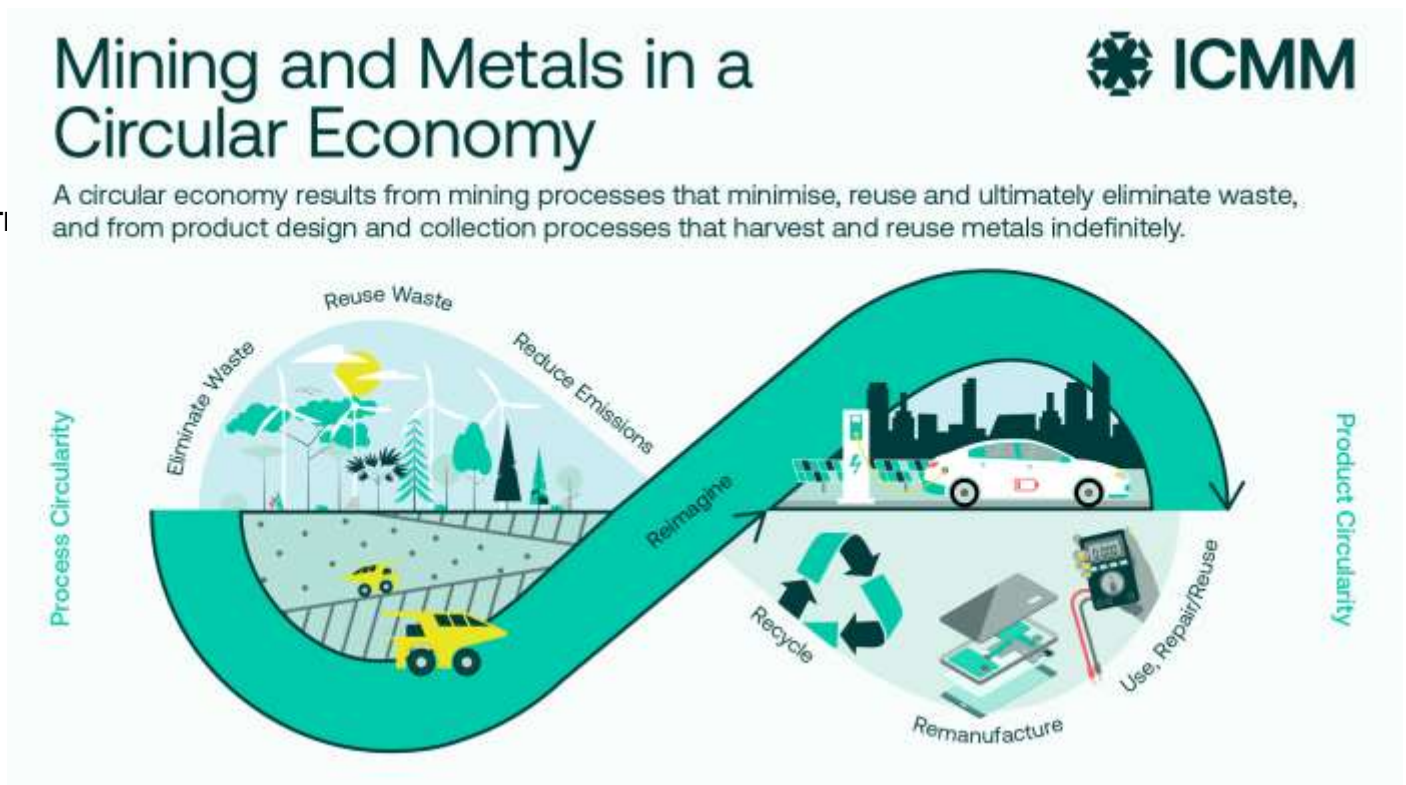 Mining and Metals in a
Circular Economy
ICMM
A circular economy results from mining processes that minimise, reuse and ultimately eliminate waste,
and from product design and collection processes that harvest and reuse metals indefinitely.
Process Circularity
Eliminate Waste
Reuse Waste
Reduce Emissions
Reimagine
Recycle
Remanufacture
Use, Repair/Reuse
Product Circularity